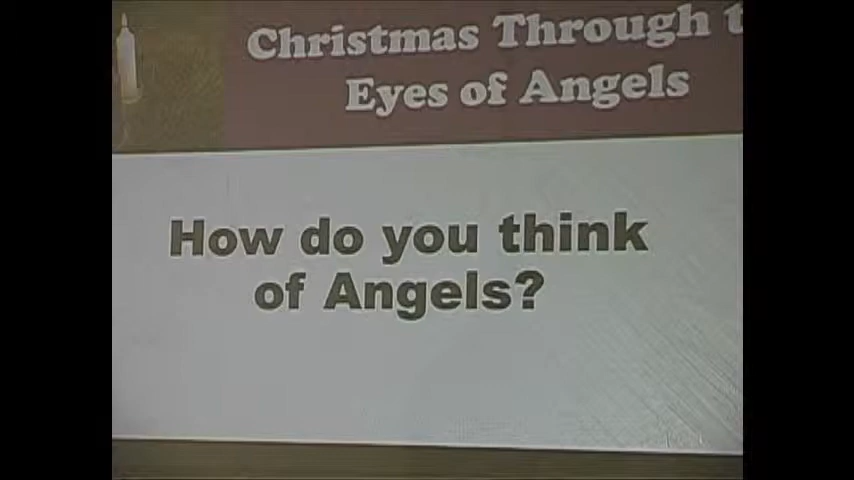 Christmas Through t
Eyes of Angels
How do you think
of Angels?